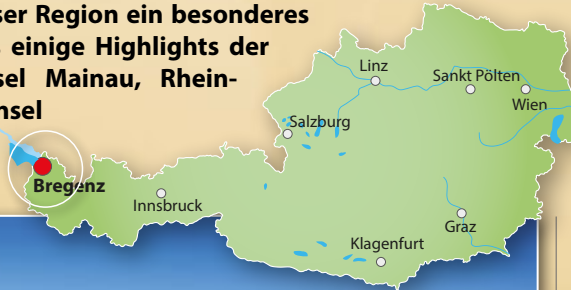 ser Region ein besonderes
einige Highlights der
sel Mainau, Rhein-
nsel
Linz
Sankt Pölten
Wien
Salzburg
Bregenz
Innsbruck
Graz
Klagenfurt